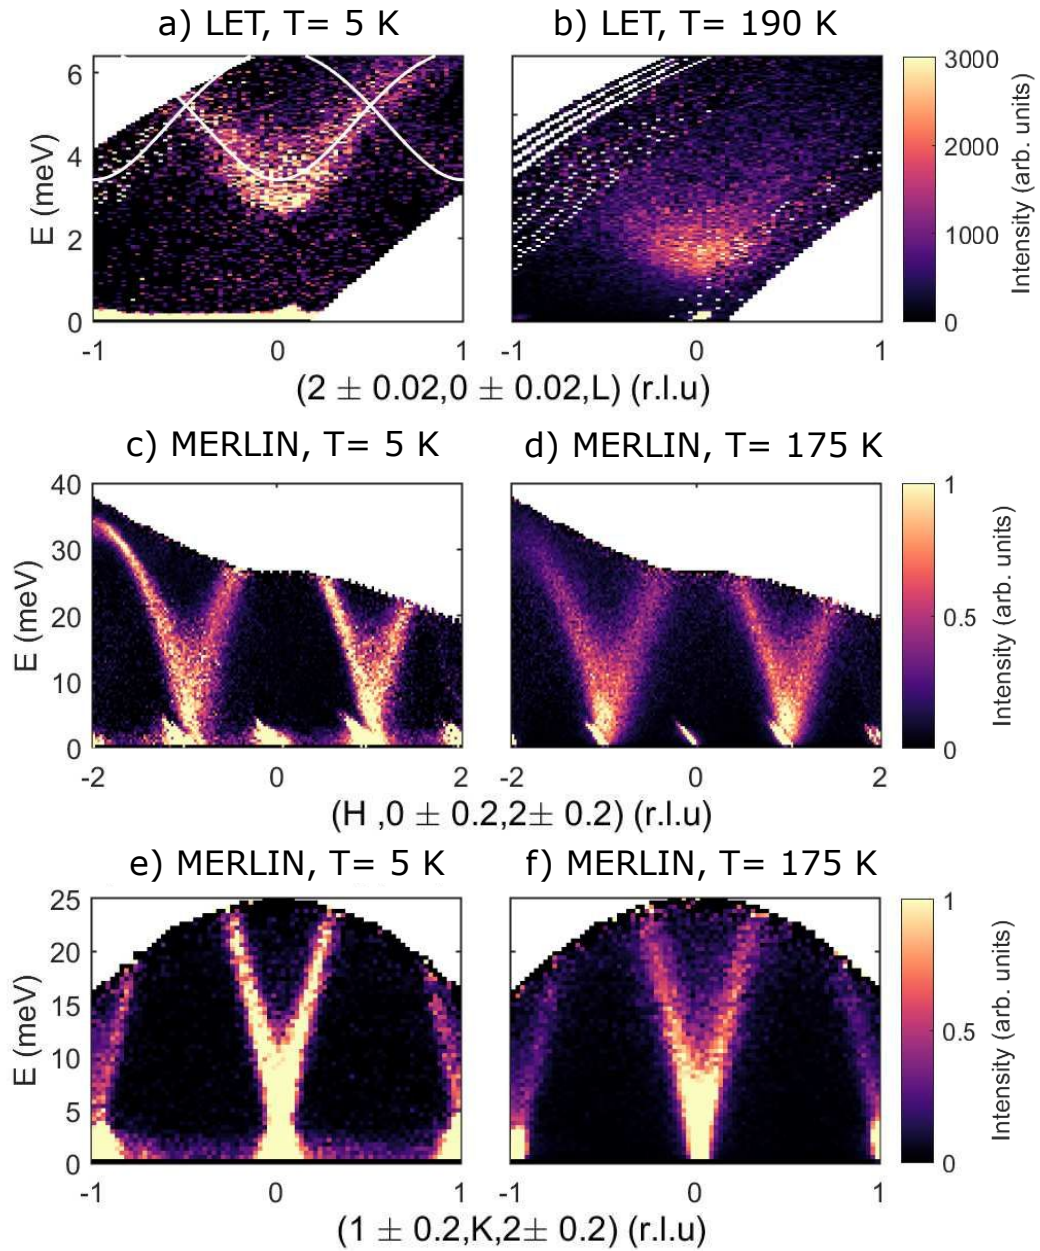 a) LET, T= 5 K
b) LET, T= 190 K
6
4
2
0
E (meV)
-1
0
1
-1
0
1
3000
2000
1000
0
Intensity (arb. units)
(2 ± 0.02,0 ± 0.02,L) (r.l.u)
c) MERLIN, T= 5 K
d) MERLIN, T= 175 K
40
30
20
10
0
E (meV)
-2
0
2
-2
0
2
1
0.5
0
Intensity (arb. units)
(H ,0 ± 0.2,2± 0.2) (r.l.u)
e) MERLIN, T= 5 K
f) MERLIN, T= 175 K
25
20
15
10
5
0
E (meV)
-1
0
1
-1
0
1
1
0.5
0
Intensity (arb. units)
(1 ± 0.2,K,2± 0.2) (r.l.u)